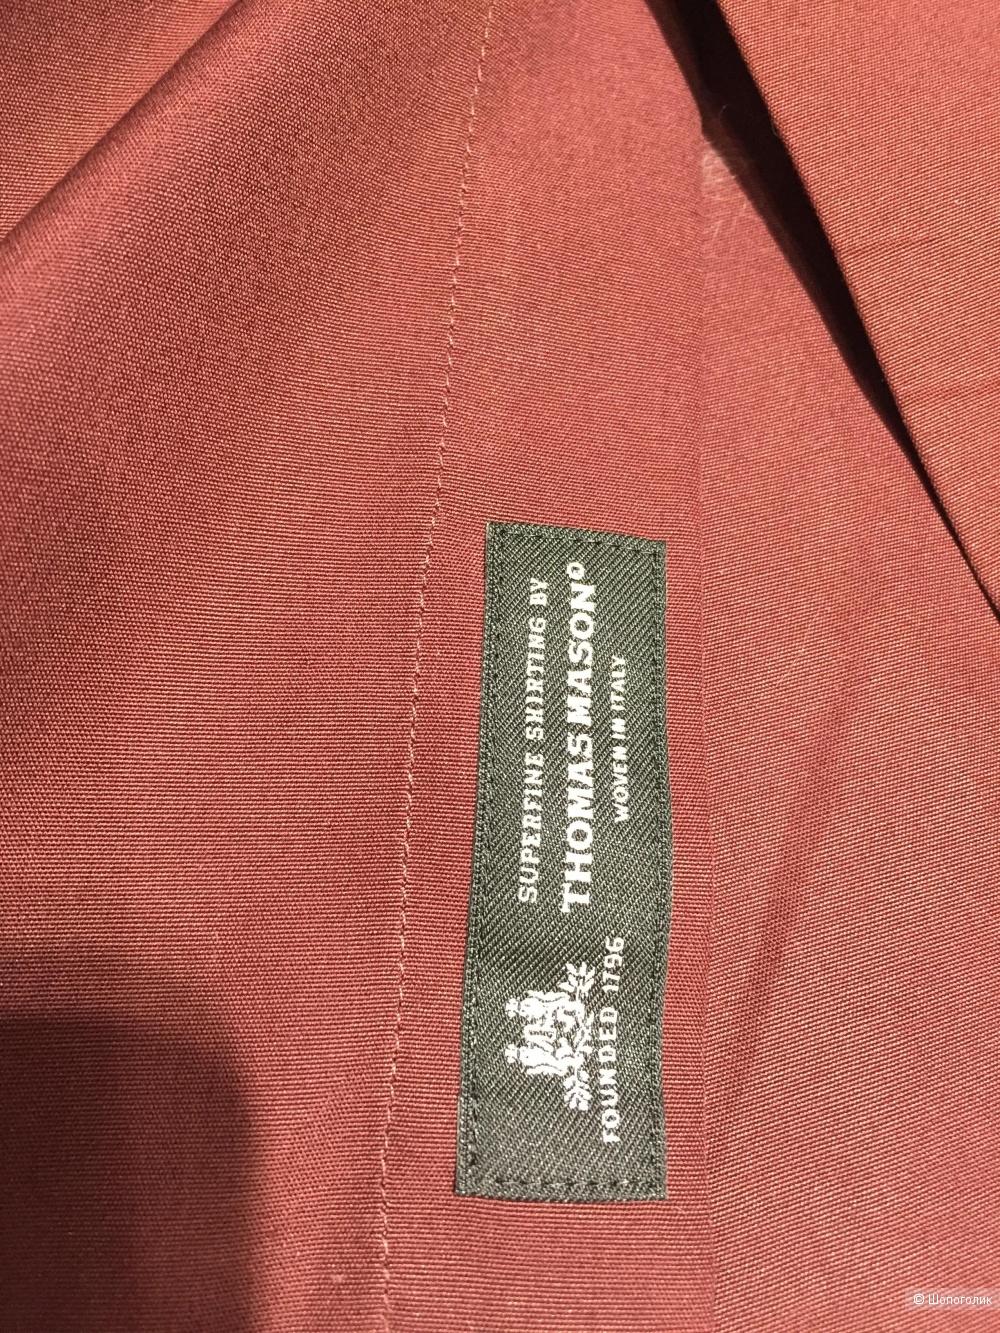 SUPERFINE SHIRTING BY
THOMAS MASON°
WOVEN IN ITALY
FOUNDED 1796
© Шопоголик